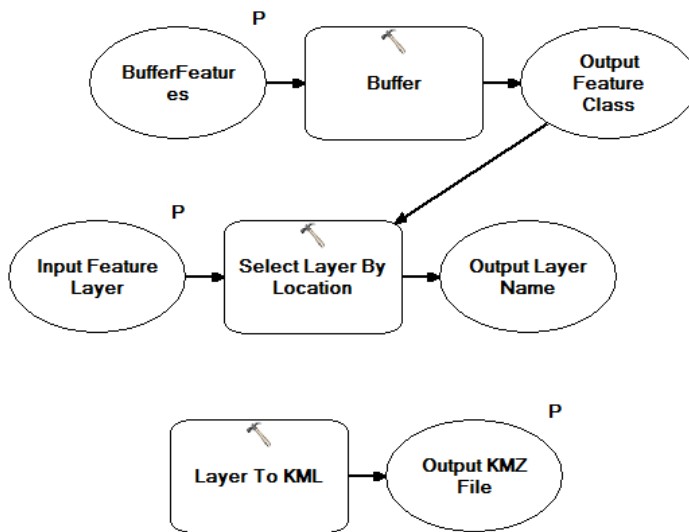 P
BufferFeatur
es
Buffer
Output
Feature
Class
P
Input Feature
Layer
Select Layer By
Location
Output Layer
Name
P
Layer To KML
Output KMZ
File